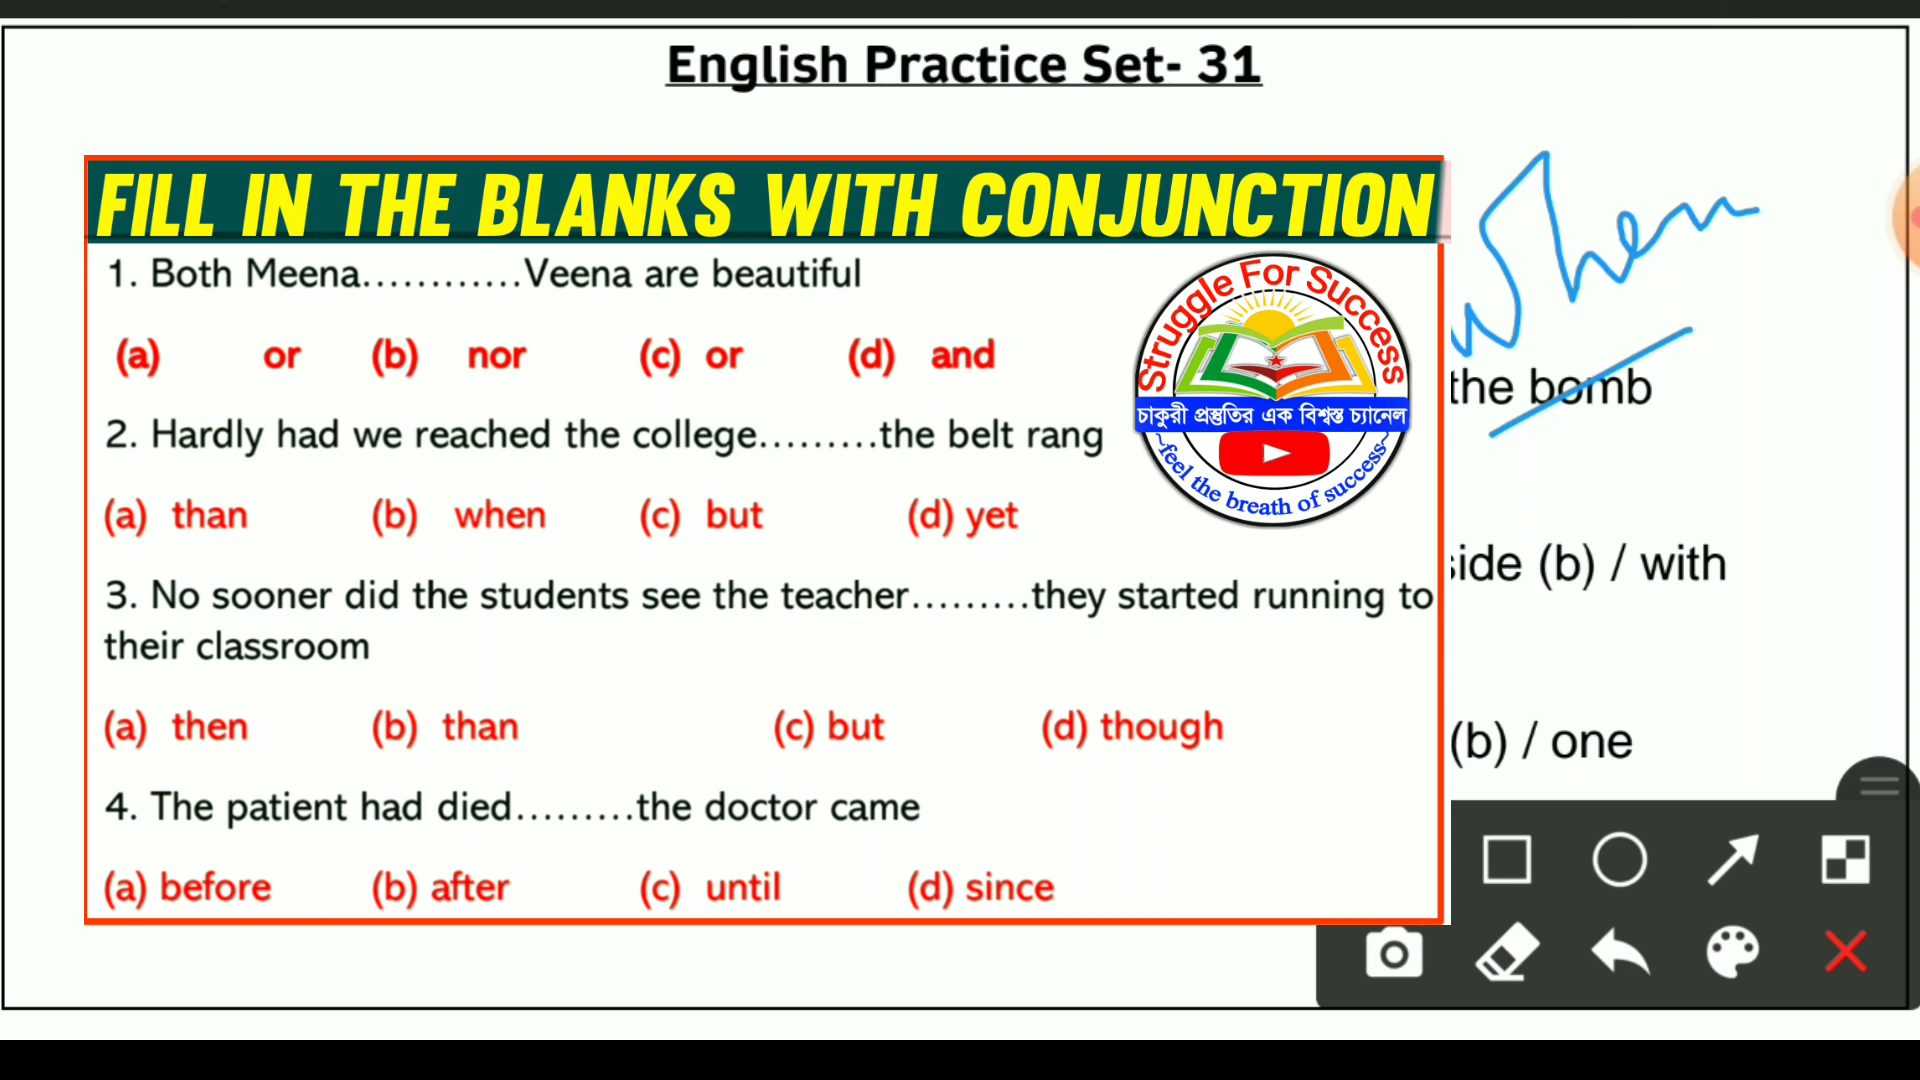 English Practice Set- 31
FILL IN THE BLANKS WITH CONJUNCTION
1. Both Meena............Veena are beautiful
(a) or (b) nor (c) or (d) and
2. Hardly had we reached the college.........the belt rang
(a) than (b) when (c) but (d) yet
3. No sooner did the students see the teacher.........they started running to
their classroom
(a) then (b) than (c) but (d) though
4. The patient had died.........the doctor came
(a) before (b) after (c) until (d) since
Struggle For Success
চাকুরী প্রস্তুতির এক বিশ্বস্ত চ্যানেল
~feel the breath of success~
when
the bomb
side (b) / with
(b) / one